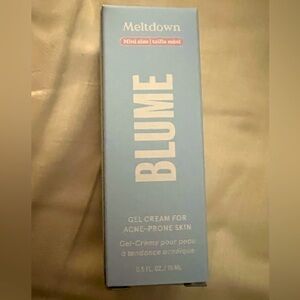 Meltdown
Mini size | taille mini
BLUME
GEL CREAM FOR
ACNE-PRONE SKIN
Gel-Crème pour peau
à tendance acnéique
0.5 FL. OZ. / 15 ML